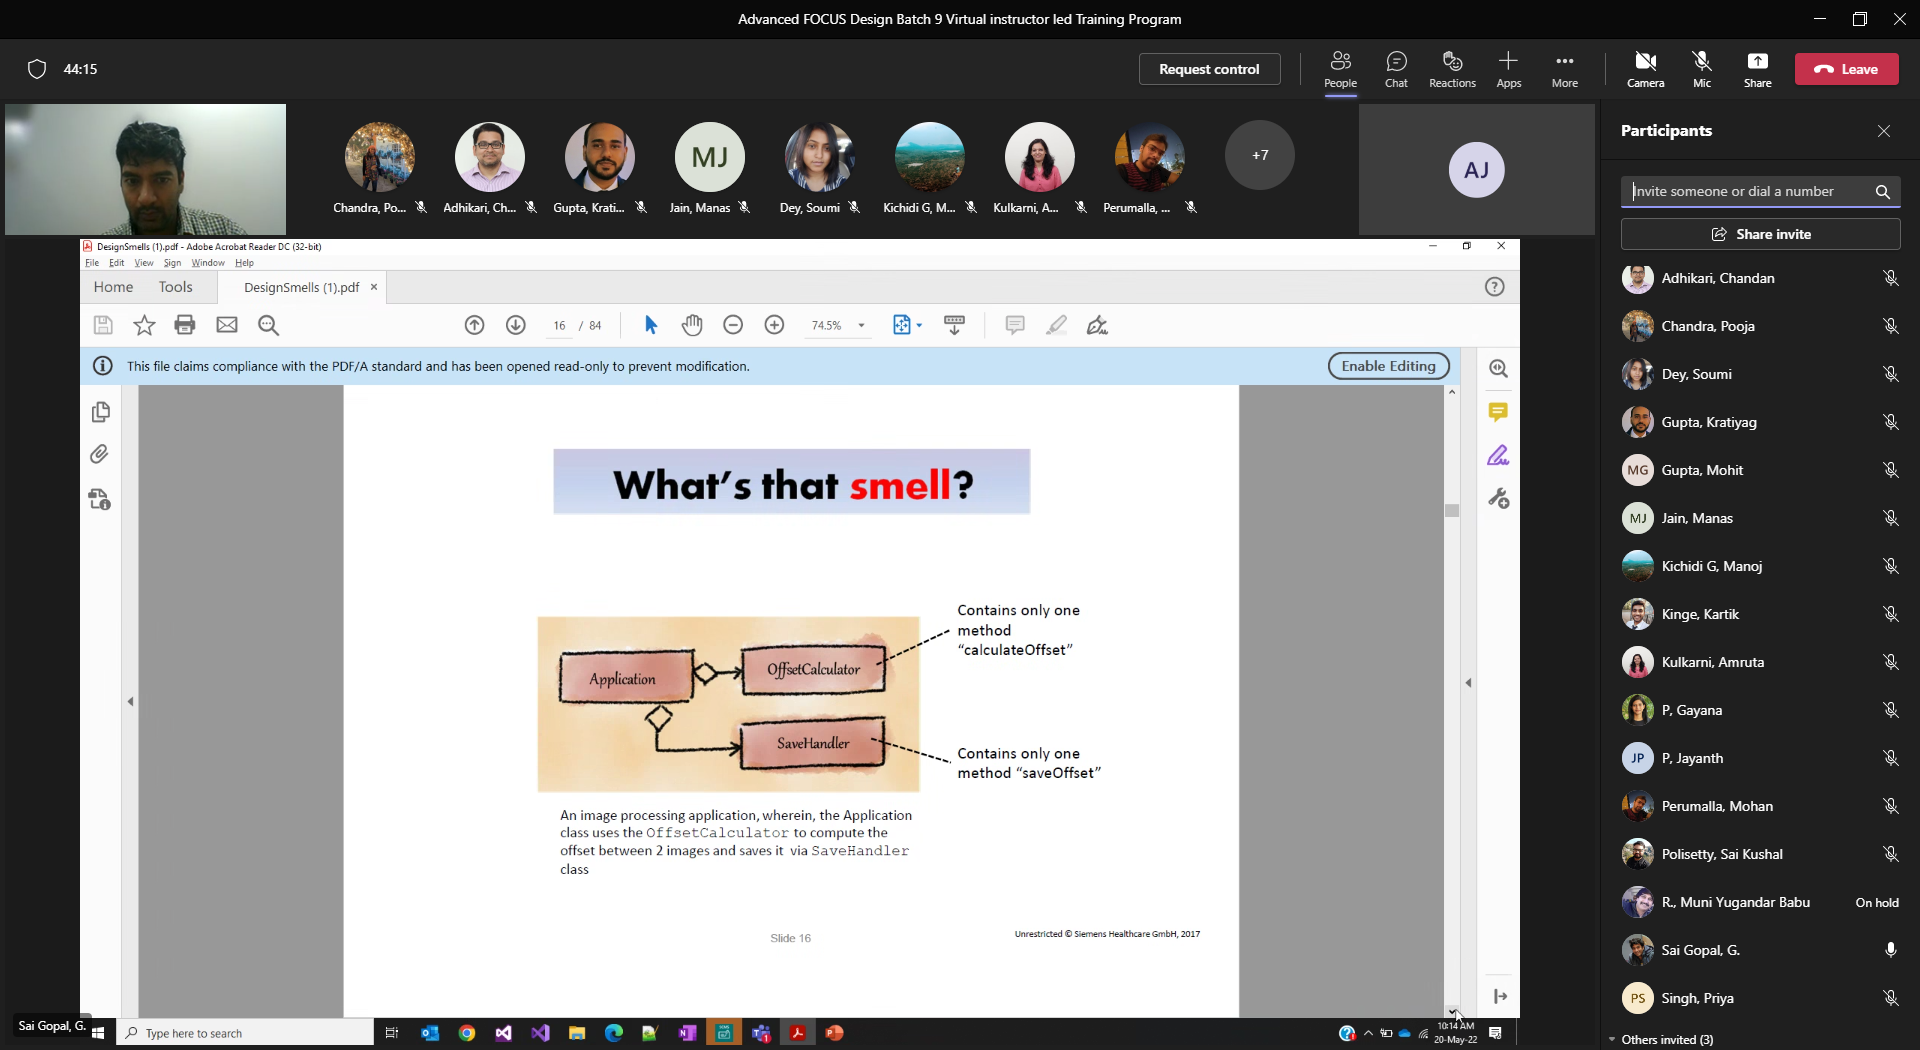 Advanced FOCUS Design Batch 9 Virtual instructor led Training Program
44:15
Request control
People
Chat
Reactions
Apps
More
Camera
Mic
Share
Leave
Chandra, Po...
Adhikari, Ch...
Gupta, Krati...
MJ
Jain, Manas
Dey, Soumi
Kichidi G, M...
Kulkarni, A...
Perumalla, ...
+7
AJ
DesignSmells (1).pdf - Adobe Acrobat Reader DC (32-bit)
File Edit View Sign Window Help
Home Tools DesignSmells (1).pdf
16 / 84
74.5%
This file claims compliance with the PDF/A standard and has been opened read-only to prevent modification.
Enable Editing
What's that smell?
Contains only one
method
“calculateOffset”
Application
OffsetCalculator
SaveHandler
Contains only one
method “saveOffset”
An image processing application, wherein, the Application
class uses the OffsetCalculator to compute the
offset between 2 images and saves it via SaveHandler
class
Slide 16
Unrestricted © Siemens Healthcare GmbH, 2017
Sai Gopal, G.
Type here to search
10:14 AM
20-May-22
Participants
Invite someone or dial a number
Share invite
Adhikari, Chandan
Chandra, Pooja
Dey, Soumi
Gupta, Kratiyag
MG Gupta, Mohit
MJ Jain, Manas
Kichidi G, Manoj
Kinge, Kartik
Kulkarni, Amruta
P, Gayana
JP P, Jayanth
Perumalla, Mohan
Polisetty, Sai Kushal
R., Muni Yugandar Babu On hold
Sai Gopal, G.
PS Singh, Priya
Others invited (3)